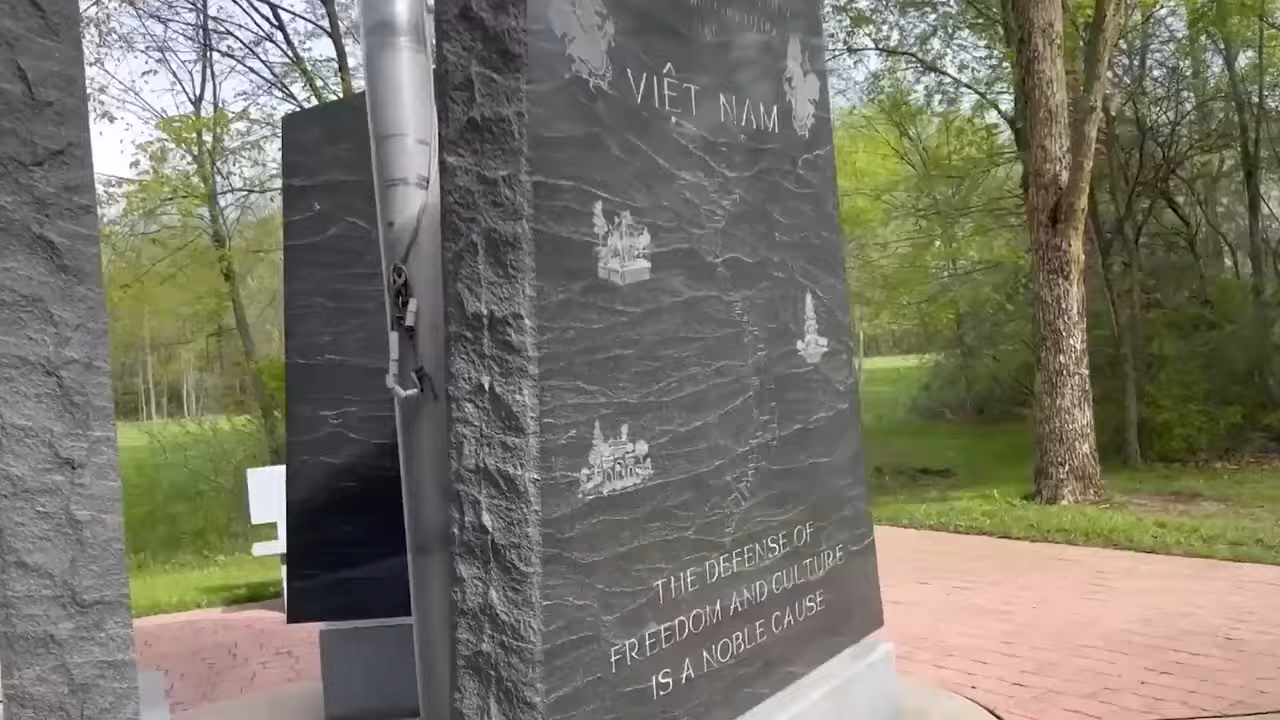 VIỆT NAM
THE DEFENSE OF
FREEDOM AND CULTURE
IS A NOBLE CAUSE